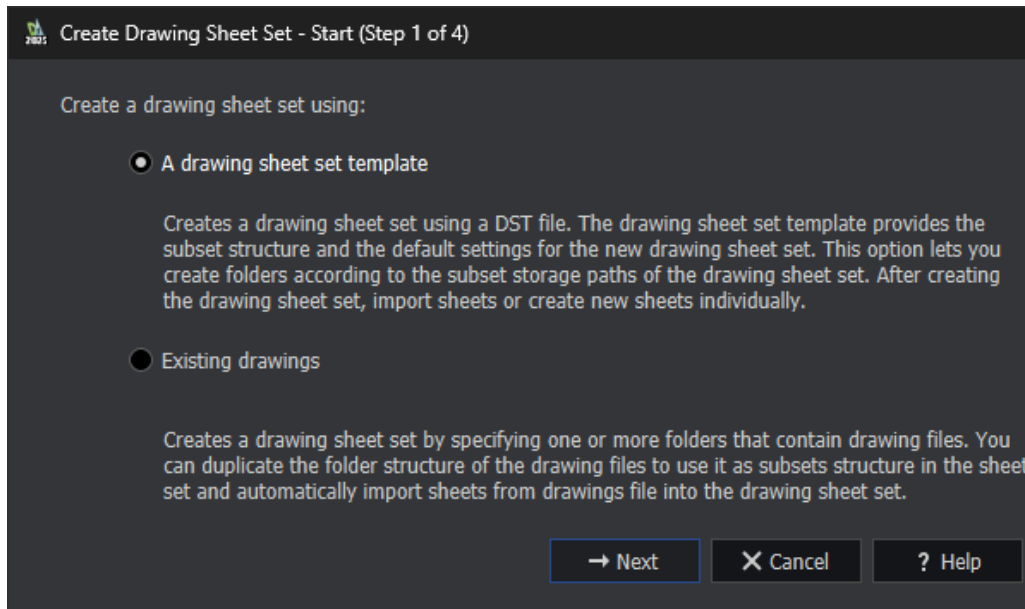 2025
Create Drawing Sheet Set - Start (Step 1 of 4)
Create a drawing sheet set using:
A drawing sheet set template
Creates a drawing sheet set using a DST file. The drawing sheet set template provides the
subset structure and the default settings for the new drawing sheet set. This option lets you
create folders according to the subset storage paths of the drawing sheet set. After creating
the drawing sheet set, import sheets or create new sheets individually.
Existing drawings
Creates a drawing sheet set by specifying one or more folders that contain drawing files. You
can duplicate the folder structure of the drawing files to use it as subsets structure in the sheet
set and automatically import sheets from drawings file into the drawing sheet set.
Next
Cancel
? Help